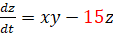 dz/dt = xy − 15z